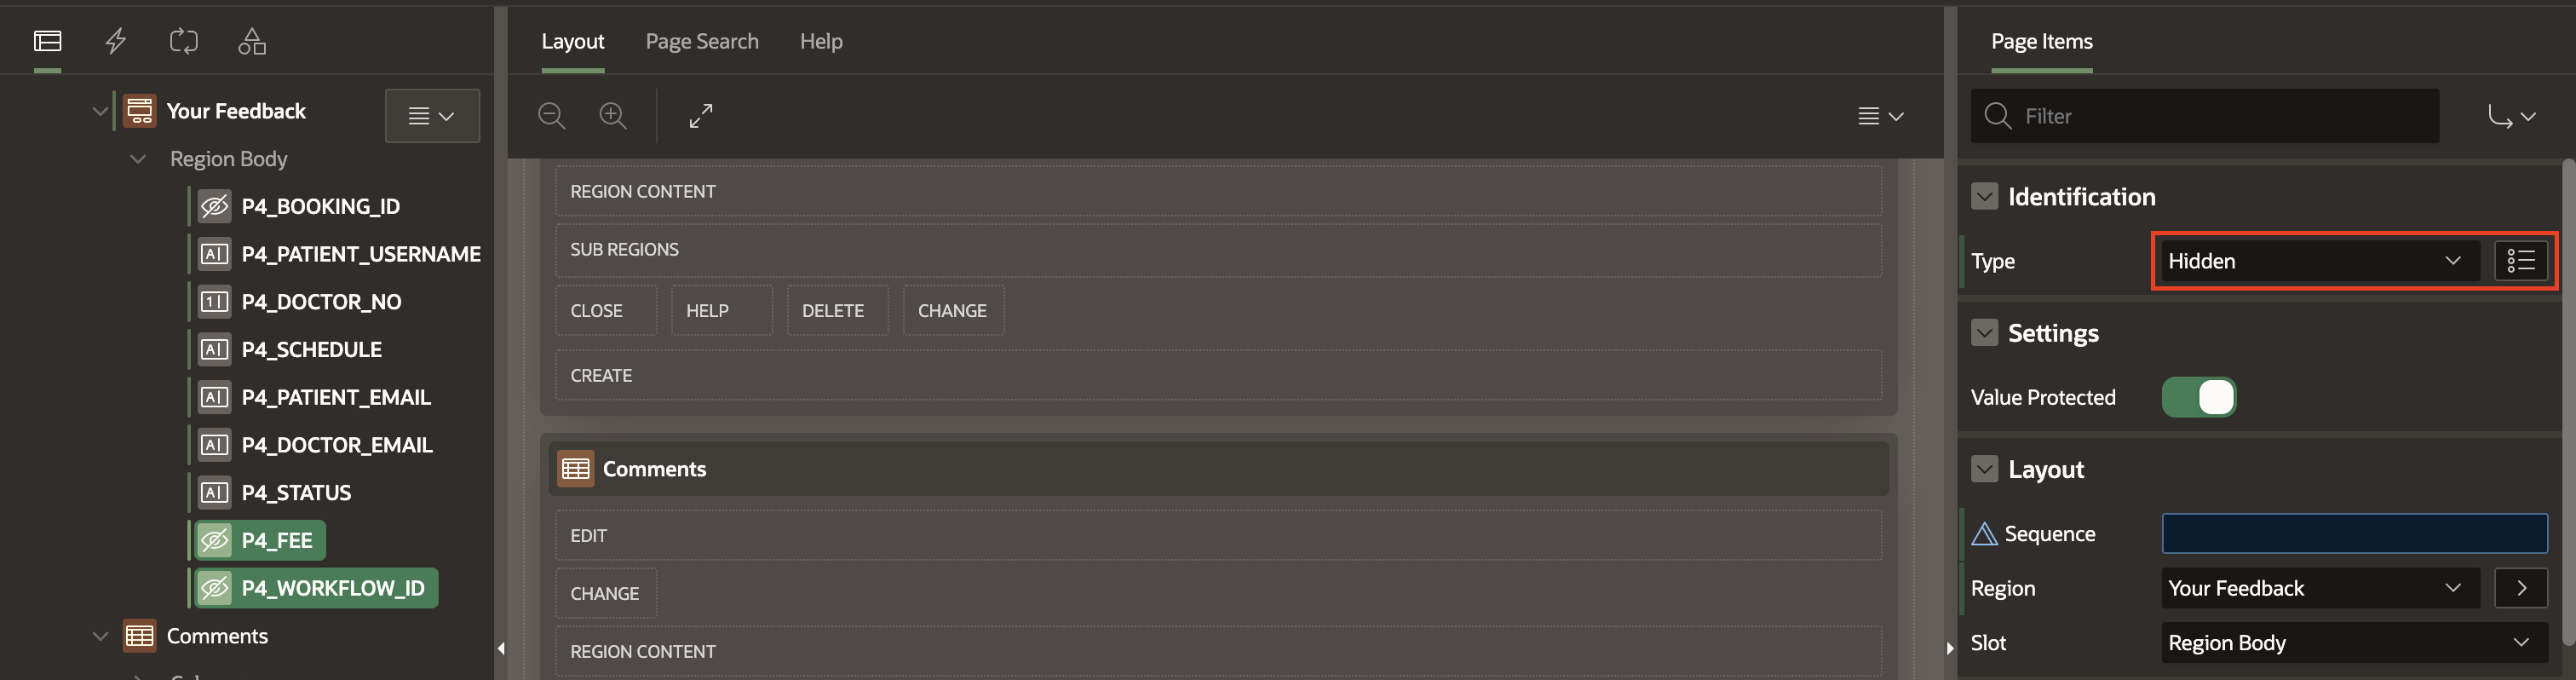 Layout
Page Search
Help
Page Items
Your Feedback
Region Body
P4_BOOKING_ID
P4_PATIENT_USERNAME
P4_DOCTOR_NO
P4_SCHEDULE
P4_PATIENT_EMAIL
P4_DOCTOR_EMAIL
P4_STATUS
P4_FEE
P4_WORKFLOW_ID
Comments
REGION CONTENT
SUB REGIONS
CLOSE
HELP
DELETE
CHANGE
CREATE
Comments
EDIT
CHANGE
REGION CONTENT
Filter
Identification
Type
Hidden
Settings
Value Protected
Layout
Sequence
Region
Your Feedback
Slot
Region Body